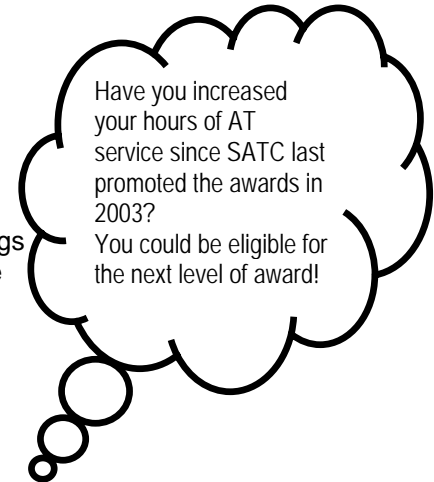 Have you increased
your hours of AT
service since SATC last
promoted the awards in
2003?
You could be eligible for
the next level of award!